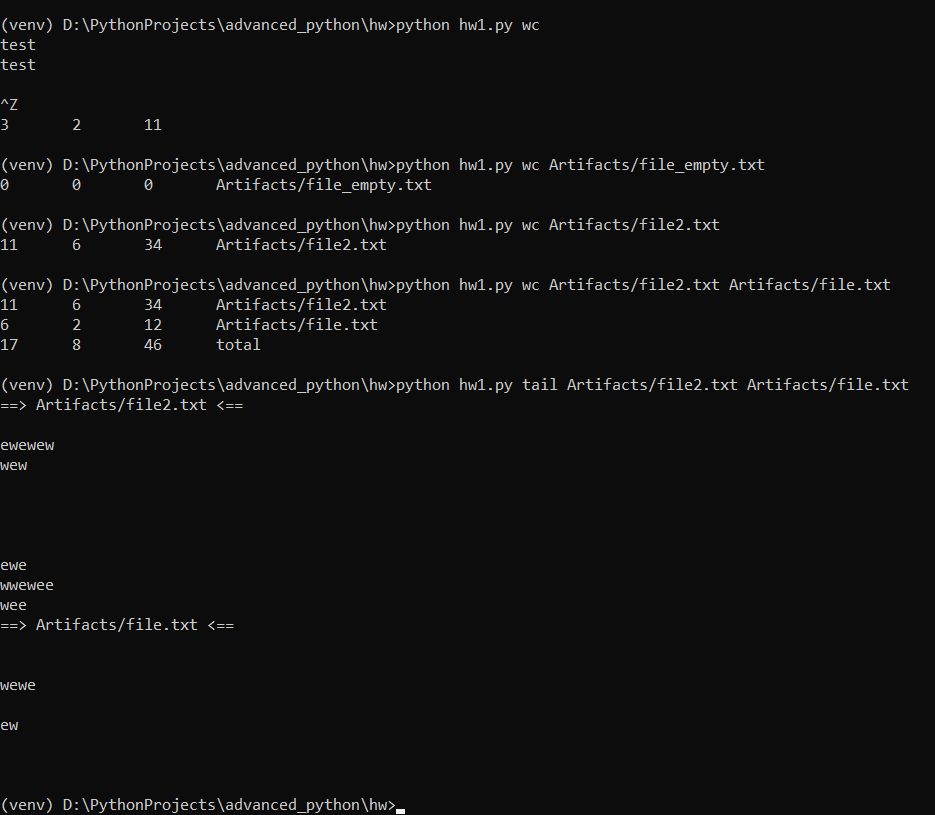 (venv) D:\PythonProjects\advanced_python\hw>python hw1.py wc
test
test
^Z
3 2 11
(venv) D:\PythonProjects\advanced_python\hw>python hw1.py wc Artifacts/file_empty.txt
0 0 0 Artifacts/file_empty.txt
(venv) D:\PythonProjects\advanced_python\hw>python hw1.py wc Artifacts/file2.txt
11 6 34 Artifacts/file2.txt
(venv) D:\PythonProjects\advanced_python\hw>python hw1.py wc Artifacts/file2.txt Artifacts/file.txt
11 6 34 Artifacts/file2.txt
6 2 12 Artifacts/file.txt
17 8 46 total
(venv) D:\PythonProjects\advanced_python\hw>python hw1.py tail Artifacts/file2.txt Artifacts/file.txt
==> Artifacts/file2.txt <==
ewewew
wew
ewe
wwewee
wee
==> Artifacts/file.txt <==
wewe
ew
(venv) D:\PythonProjects\advanced_python\hw>